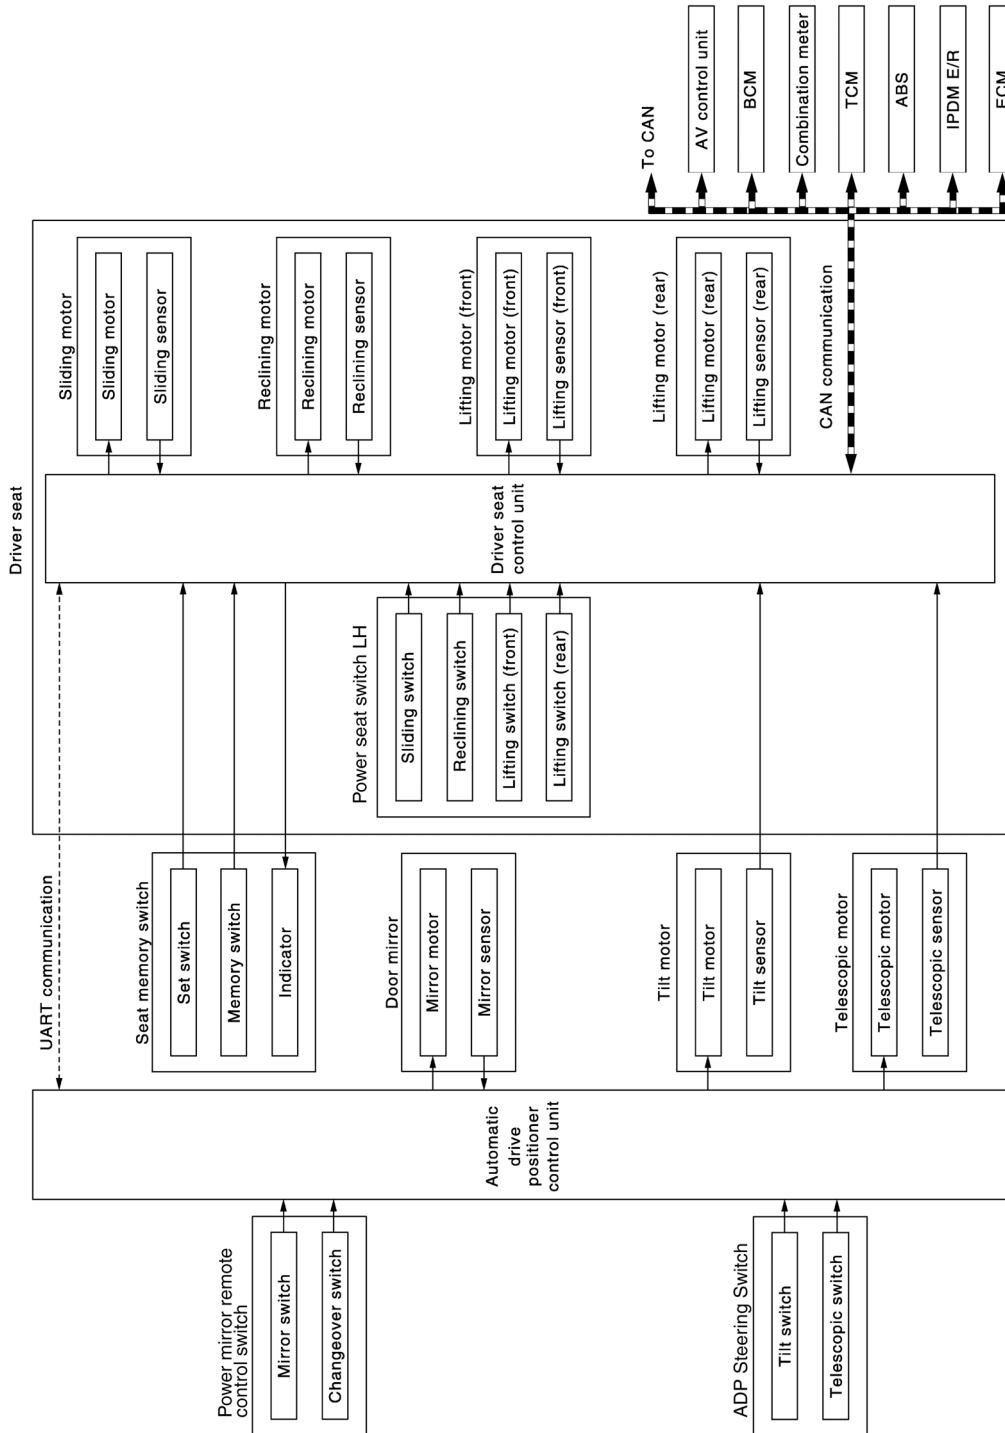 Power mirror remote
control switch
Mirror switch
Changeover switch
ADP Steering Switch
Tilt switch
Telescopic switch
Automatic
drive
positioner
control unit
UART communication
Seat memory switch
Set switch
Memory switch
Indicator
Door mirror
Mirror motor
Mirror sensor
Tilt motor
Tilt motor
Tilt sensor
Telescopic motor
Telescopic motor
Telescopic sensor
Driver seat
Power seat switch LH
Sliding switch
Reclining switch
Lifting switch (front)
Lifting switch (rear)
Driver seat
control unit
Sliding motor
Sliding motor
Sliding sensor
Reclining motor
Reclining motor
Reclining sensor
Lifting motor (front)
Lifting motor (front)
Lifting sensor (front)
Lifting motor (rear)
Lifting motor (rear)
Lifting sensor (rear)
CAN communication
To CAN
AV control unit
BCM
Combination meter
TCM
ABS
IPDM E/R
ECM